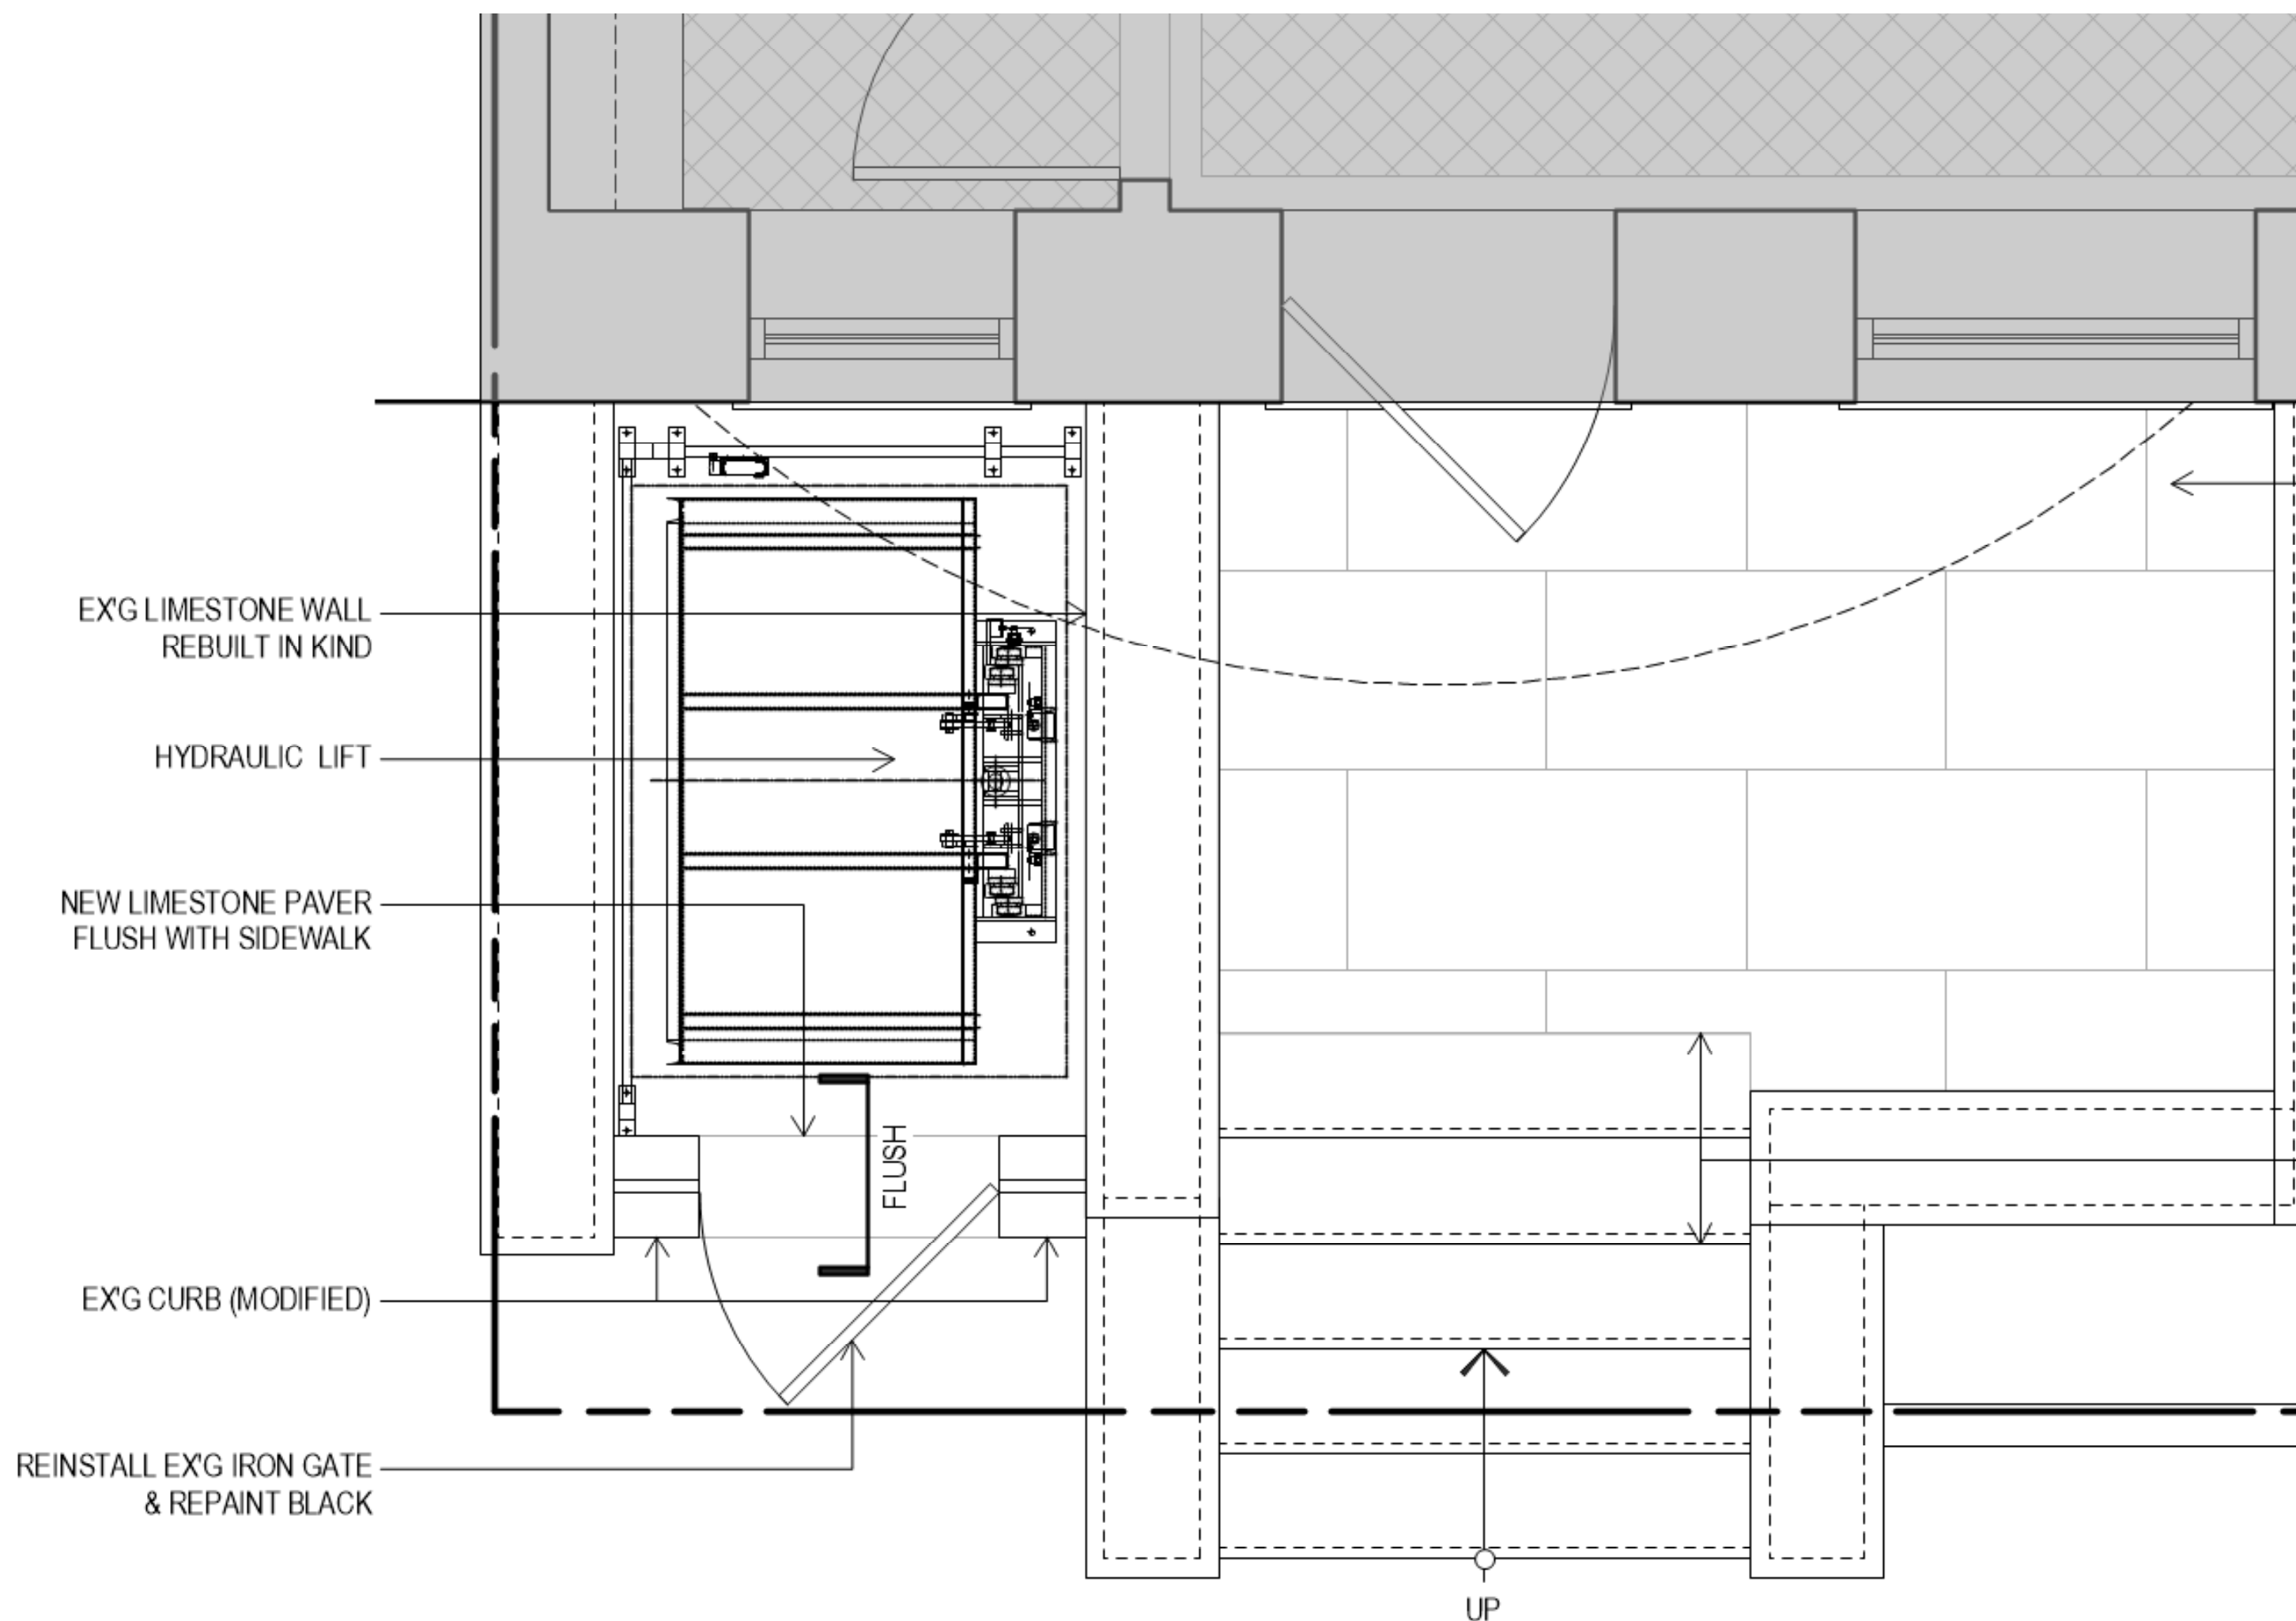 EX'G LIMESTONE WALL
REBUILT IN KIND
HYDRAULIC LIFT
NEW LIMESTONE PAVER
FLUSH WITH SIDEWALK
FLUSH
EX'G CURB (MODIFIED)
REINSTALL EX'G IRON GATE
& REPAINT BLACK
UP